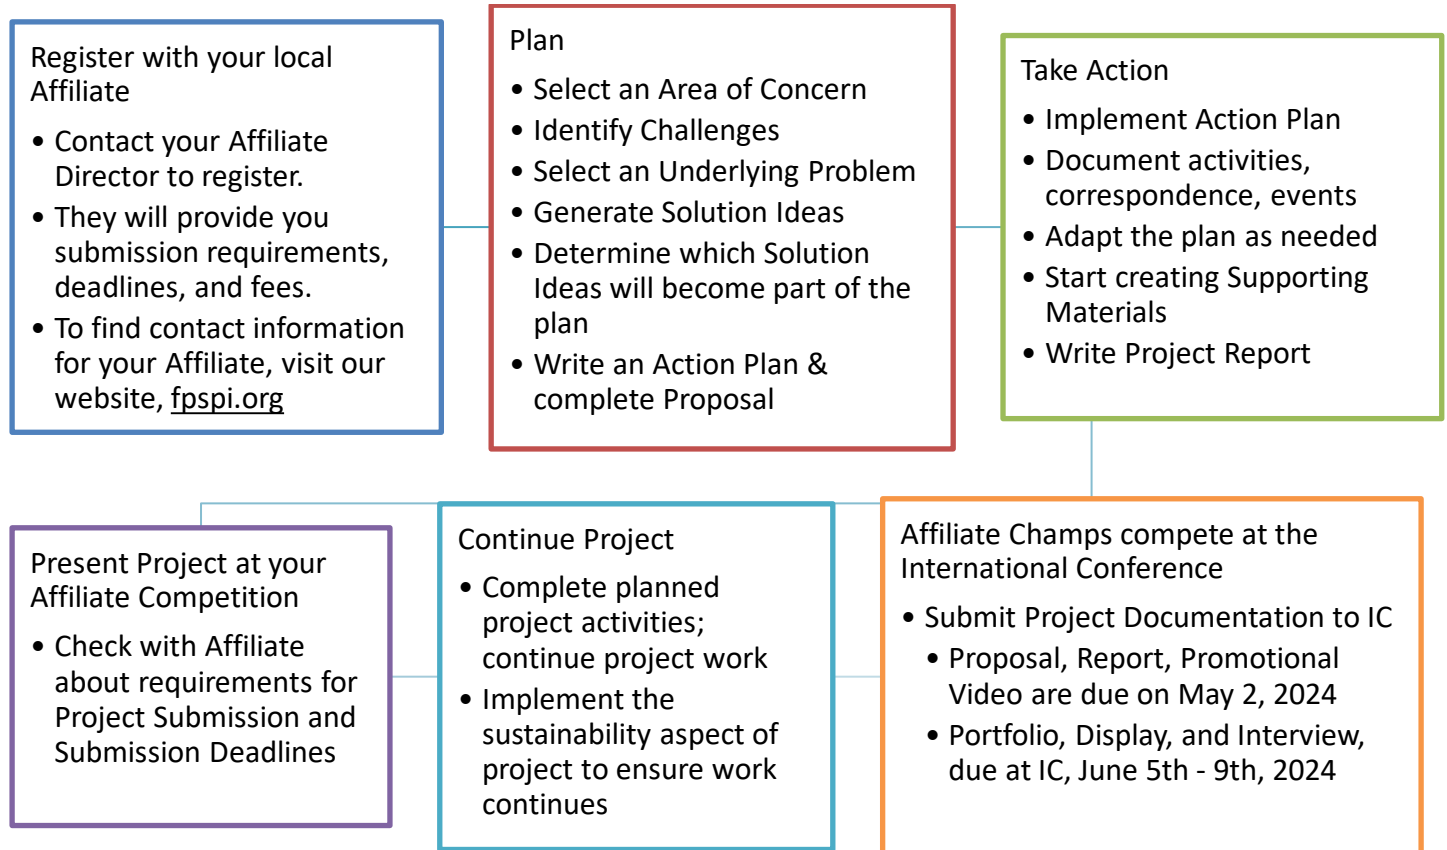 Register with your local
Affiliate
• Contact your Affiliate
Director to register.
• They will provide you
submission requirements,
deadlines, and fees.
• To find contact information
for your Affiliate, visit our
website, fpspi.org
Plan
• Select an Area of Concern
• Identify Challenges
• Select an Underlying Problem
• Generate Solution Ideas
• Determine which Solution
Ideas will become part of the
plan
• Write an Action Plan &
complete Proposal
Take Action
• Implement Action Plan
• Document activities,
correspondence, events
• Adapt the plan as needed
• Start creating Supporting
Materials
• Write Project Report
Present Project at your
Affiliate Competition
• Check with Affiliate
about requirements for
Project Submission and
Submission Deadlines
Continue Project
• Complete planned
project activities;
continue project work
• Implement the
sustainability aspect of
project to ensure work
continues
Affiliate Champs compete at the
International Conference
• Submit Project Documentation to IC
• Proposal, Report, Promotional
Video are due on May 2, 2024
• Portfolio, Display, and Interview,
due at IC, June 5th - 9th, 2024